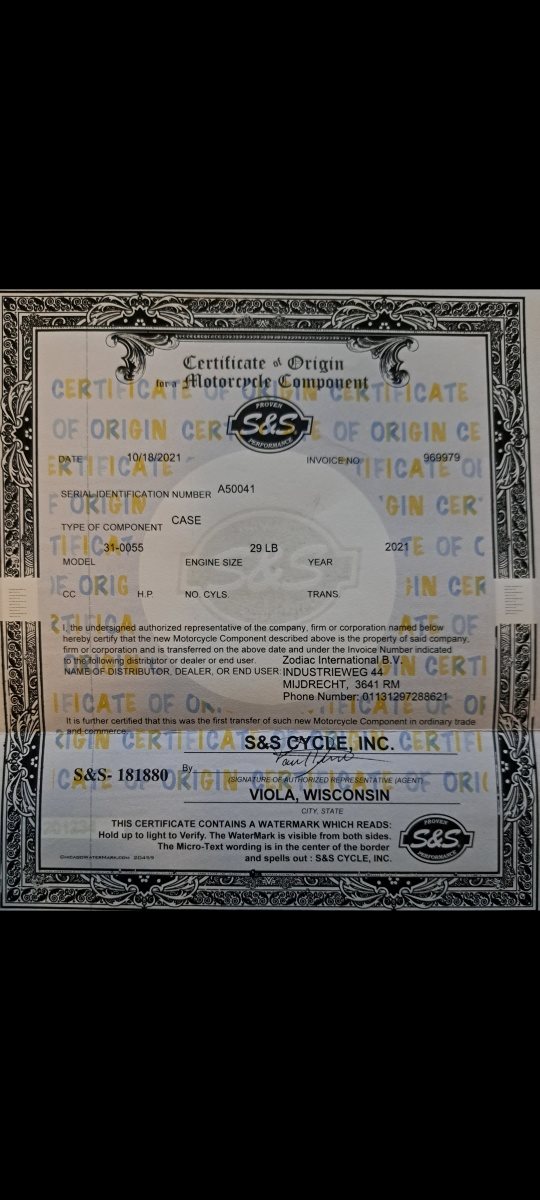 Certificate of Origin
for a Motorcycle Component
PROVEN
S&S
PERFORMANCE
DATE 10/18/2021 INVOICE NO. 969979
SERIAL IDENTIFICATION NUMBER A50041
TYPE OF COMPONENT CASE
31-0055 29 LB 2021
MODEL ENGINE SIZE YEAR
CC H.P. NO. CYLS. TRANS.
I, the undersigned authorized representative of the company, firm or corporation named below
hereby certify that the new Motorcycle Component described above is the property of said company,
firm or corporation and is transferred on the above date and under the Invoice Number indicated
to the following distributor or dealer or end user. Zodiac International B.V.
NAME OF DISTRIBUTOR, DEALER, OR END USER: INDUSTRIEWEG 44
MIJDRECHT, 3641 RM
Phone Number: 01131297288621
It is further certified that this was the first transfer of such new Motorcycle Component in ordinary trade
and commerce.
S&S CYCLE, INC.
S&S- 181880 By
(SIGNATURE OF AUTHORIZED REPRESENTATIVE (AGENT)
VIOLA, WISCONSIN
CITY, STATE
THIS CERTIFICATE CONTAINS A WATERMARK WHICH READS:
Hold up to light to Verify. The WaterMark is visible from both sides.
The Micro-Text wording is in the center of the border
and spells out : S&S CYCLE, INC.
PROVEN
S&S
PERFORMANCE